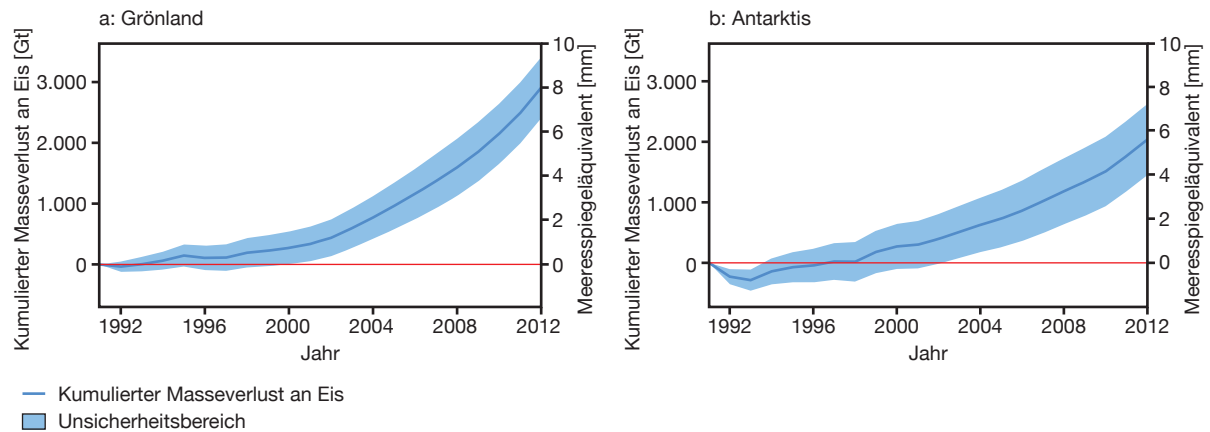 a: Grönland
Kumulierter Masseverlust an Eis [Gt]
3.000
2.000
1.000
0
10
8
6
4
2
0
Meeresspiegeläquivalent [mm]
1992 1996 2000 2004 2008 2012
Jahr
b: Antarktis
Kumulierter Masseverlust an Eis [Gt]
3.000
2.000
1.000
0
10
8
6
4
2
0
Meeresspiegeläquivalent [mm]
1992 1996 2000 2004 2008 2012
Jahr
Kumulierter Masseverlust an Eis
Unsicherheitsbereich